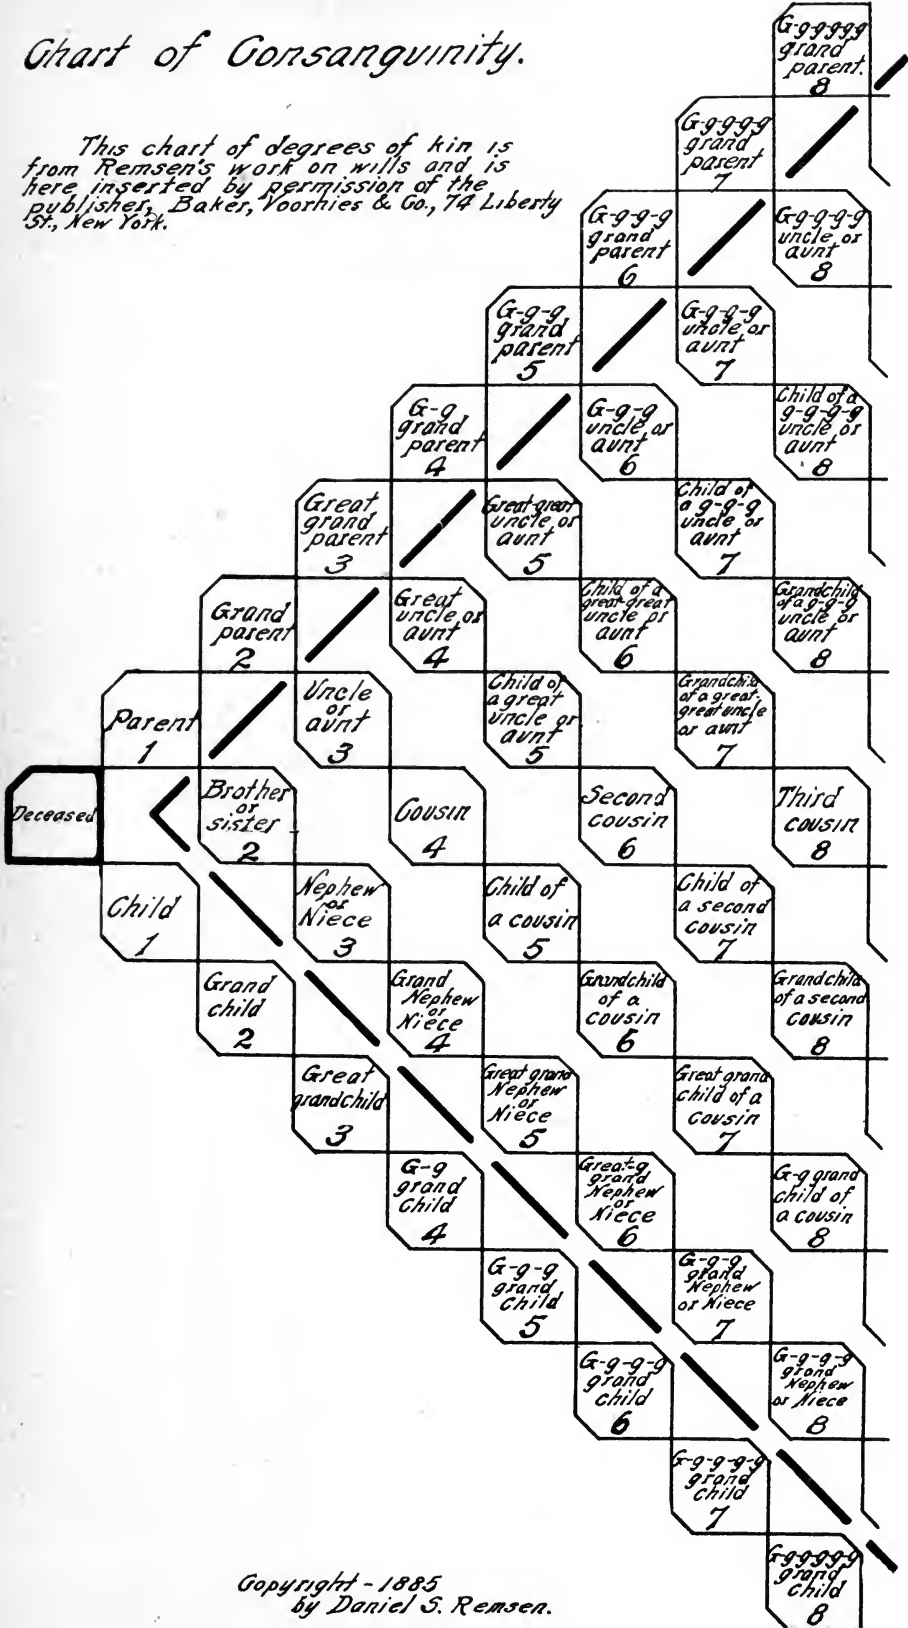 Chart of Consanguinity.
This chart of degrees of kin is
from Remsen's work on wills and is
here inserted by permission of the
publisher, Baker, Voorhies & Co., 74 Liberty
St., New York.
G-g-g-g-g-g
grand
parent.
8
G-g-g-g-g
grand
parent
7
G-g-g-g
grand
parent
6
G-g-g-g-g
uncle or
aunt
8
G-g-g
grand
parent
5
G-g-g-g
uncle or
aunt
7
G-g
grand
parent
4
G-g-g
uncle or
aunt
6
Child of a
g-g-g-g
uncle or
aunt
8
Great
grand
parent
3
Great-great
uncle or
aunt
5
Child of
a g-g-g
uncle or
aunt
7
Grand
parent
2
Great
uncle or
aunt
4
Child of a
great-great
uncle or
aunt
6
Grandchild
of a g-g-g
uncle or
aunt
8
Parent
1
Uncle
or
aunt
3
Child of
a great
uncle or
aunt
5
Grandchild
of a great-
great uncle
or aunt
7
Deceased
Brother
or
sister
2
Cousin
4
Second
cousin
6
Third
cousin
8
Child
1
Nephew
or
Niece
3
Child of
a cousin
5
Child of
a second
cousin
7
Grand
child
2
Grand
Nephew
or
Niece
4
Grandchild
of a
cousin
6
Grandchild
of a second
cousin
8
Great
grandchild
3
Great grand
Nephew
or
Niece
5
Great grand
child of a
cousin
7
G-g
grand
Child
4
Great-g
grand
Nephew
or
Niece
6
G-g grand
child of
a cousin
8
G-g-g
grand
child
5
G-g-g
grand
Nephew
or Niece
7
G-g-g-g
grand
child
6
G-g-g-g
grand
Nephew
or Niece
8
G-g-g-g-g
grand
child
7
G-g-g-g-g-g
grand
child
8
Copyright - 1885
by Daniel S. Remsen.